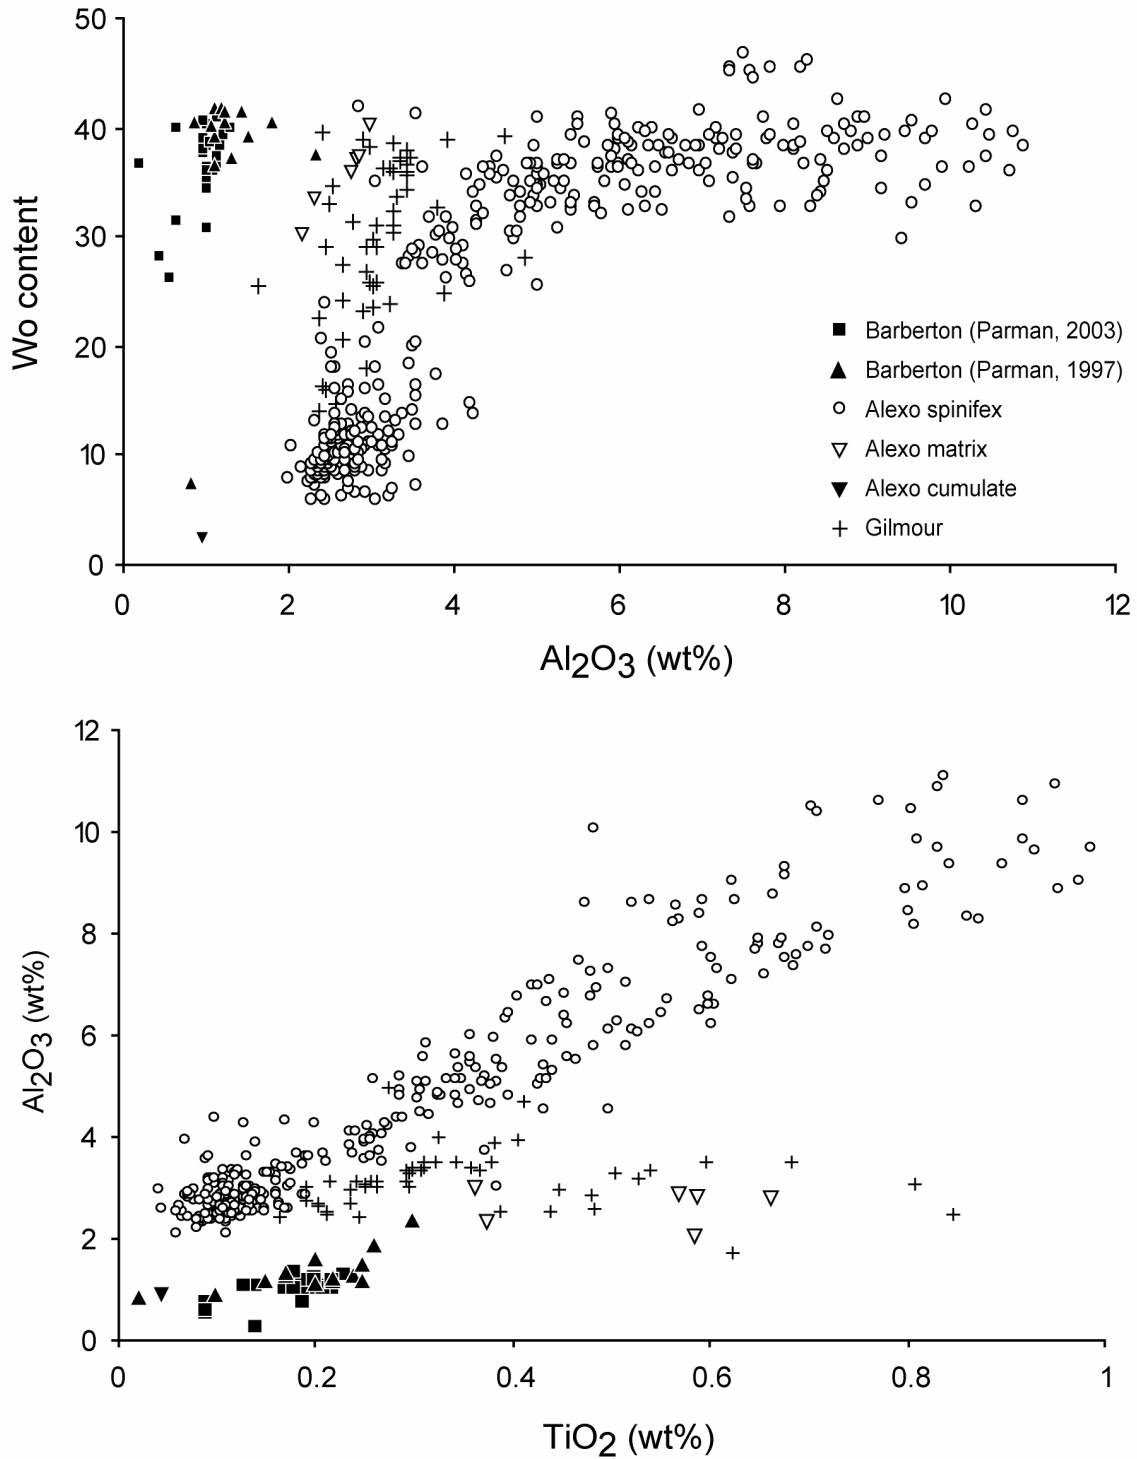 50
40
30
20
10
0
Wo content
Barberton (Parman, 2003)
Barberton (Parman, 1997)
Alexo spinifex
Alexo matrix
Alexo cumulate
Gilmour
0 2 4 6 8 10 12
Al2O3 (wt%)
12
10
8
6
4
2
0
Al2O3 (wt%)
0 0.2 0.4 0.6 0.8 1
TiO2 (wt%)